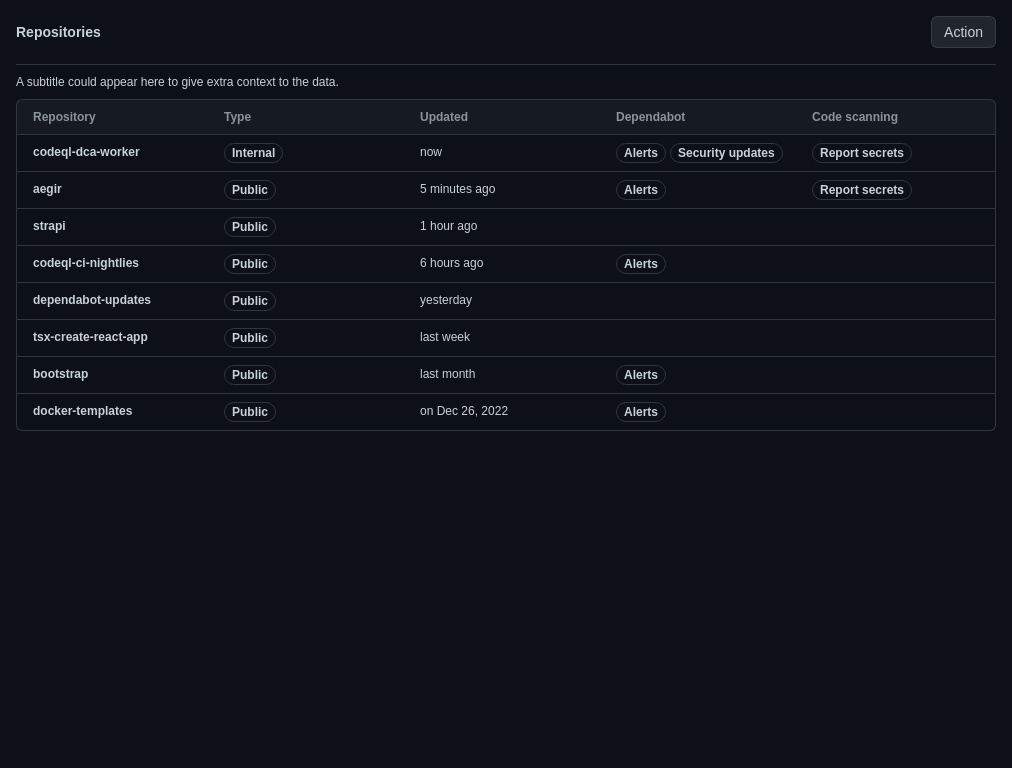 Repositories
Action
A subtitle could appear here to give extra context to the data.
Repository Type Updated Dependabot Code scanning
codeql-dca-worker Internal now Alerts Security updates Report secrets
aegir Public 5 minutes ago Alerts Report secrets
strapi Public 1 hour ago
codeql-ci-nightlies Public 6 hours ago Alerts
dependabot-updates Public yesterday
tsx-create-react-app Public last week
bootstrap Public last month Alerts
docker-templates Public on Dec 26, 2022 Alerts